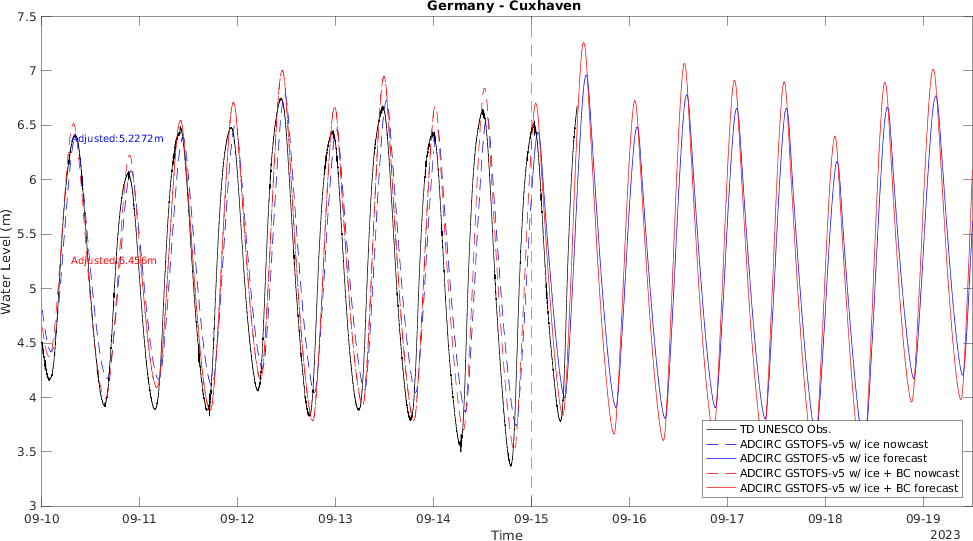 Germany - Cuxhaven
7.5
7
6.5
6
5.5
5
4.5
4
3.5
3
Water Level (m)
Adjusted:5.2272m
Adjusted:5.456m
TD UNESCO Obs.
ADCIRC GSTOFS-v5 w/ ice nowcast
ADCIRC GSTOFS-v5 w/ ice forecast
ADCIRC GSTOFS-v5 w/ ice + BC nowcast
ADCIRC GSTOFS-v5 w/ ice + BC forecast
09-10 09-11 09-12 09-13 09-14 09-15 09-16 09-17 09-18 09-19
Time
2023